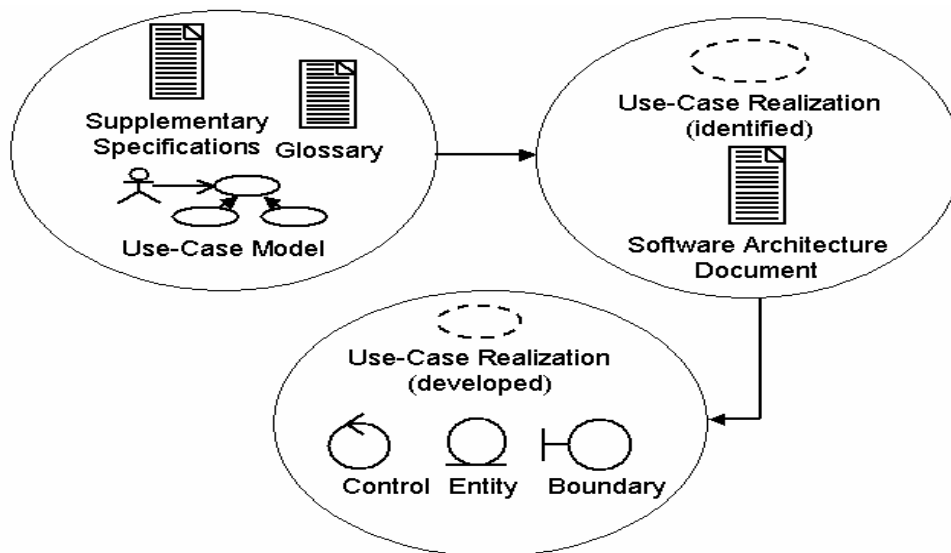 Supplementary
Specifications
Glossary
Use-Case Model
Use-Case Realization
(identified)
Software Architecture
Document
Use-Case Realization
(developed)
Control
Entity
Boundary